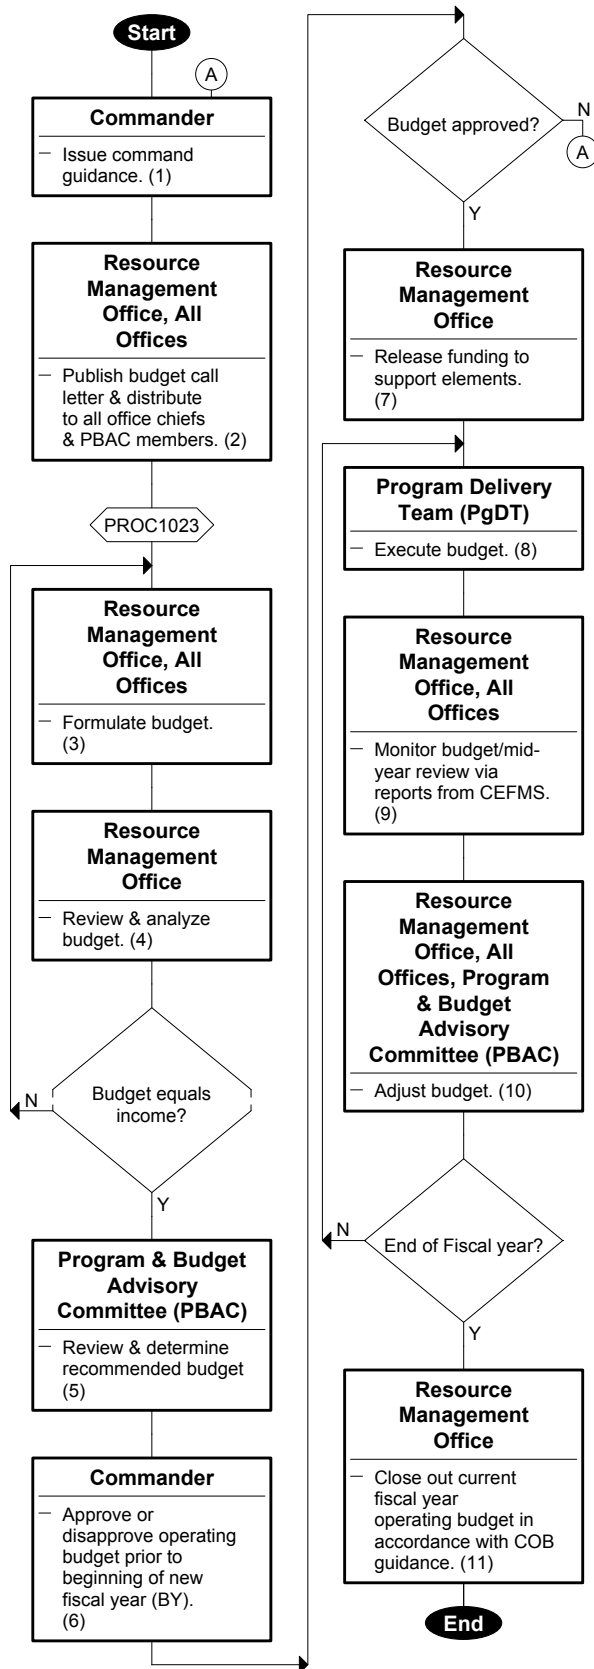 Start
A
Commander
– Issue command
guidance. (1)
Resource
Management
Office, All
Offices
– Publish budget call
letter & distribute
to all office chiefs
& PBAC members. (2)
PROC1023
Resource
Management
Office, All
Offices
– Formulate budget.
(3)
Resource
Management
Office
– Review & analyze
budget. (4)
Budget equals
income?
N
Y
Program & Budget
Advisory
Committee (PBAC)
– Review & determine
recommended budget
(5)
Commander
– Approve or
disapprove operating
budget prior to
beginning of new
fiscal year (BY).
(6)
Budget approved?
N
A
Y
Resource
Management
Office
– Release funding to
support elements.
(7)
Program Delivery
Team (PgDT)
– Execute budget. (8)
Resource
Management
Office, All
Offices
– Monitor budget/mid-
year review via
reports from CEFMS.
(9)
Resource
Management
Office, All
Offices, Program
& Budget
Advisory
Committee (PBAC)
– Adjust budget. (10)
End of Fiscal year?
N
Y
Resource
Management
Office
– Close out current
fiscal year
operating budget in
accordance with COB
guidance. (11)
End